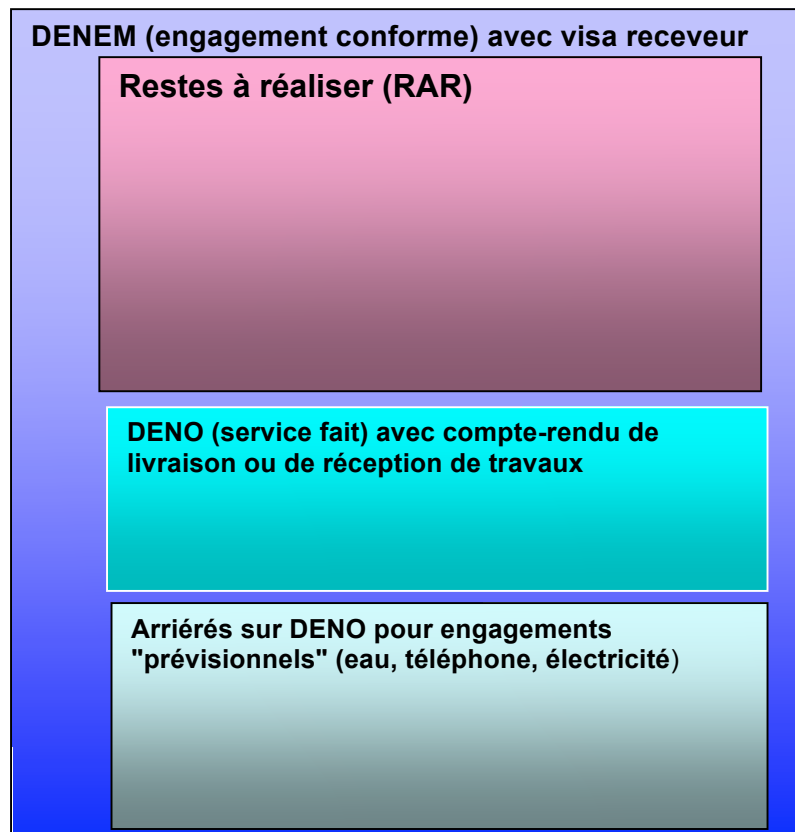 DENEM (engagement conforme) avec visa receveur
Restes à réaliser (RAR)
DENO (service fait) avec compte-rendu de
livraison ou de réception de travaux
Arriérés sur DENO pour engagements
"prévisionnels" (eau, téléphone, électricité)